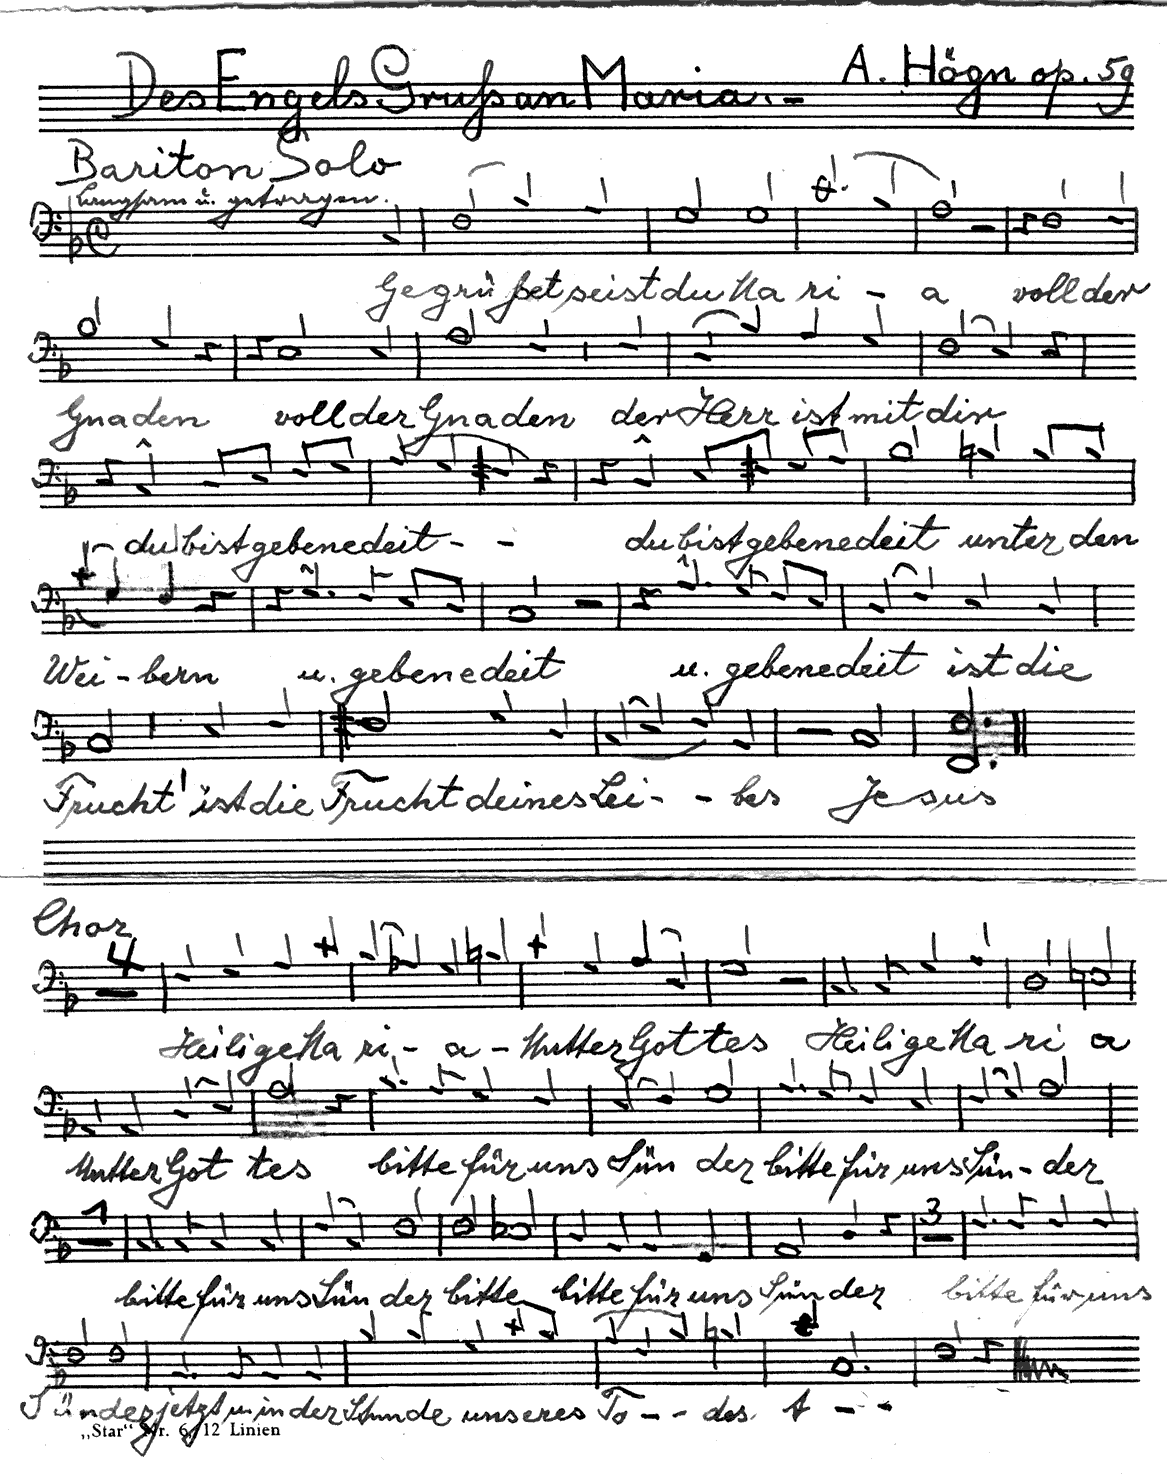 Des Engels Gruß an Maria. – A. Högn op. 59
Bariton Solo
Langsam u. getragen.
Gegrüßet seist du Ma ri - a voll der
Gnaden voll der Gnaden der Herr ist mit dir
du bist gebenedeit - - du bist gebenedeit unter den
Wei - bern u. gebenedeit u. gebenedeit ist die
Frucht ist die Frucht deines Lei - - bes Jesus
Chor
4
Heilige Ma ri - a - Mutter Gottes Heilige Ma ri a
Mutter Got tes bitte für uns Sün der bitte für uns Sün - der
1 3
bitte für uns Sün der bitte bitte für uns Sün der bitte für uns
Sünder jetzt u. in der Stunde unseres To - - des. A - -
„Star“ Nr. 6, 12 Linien